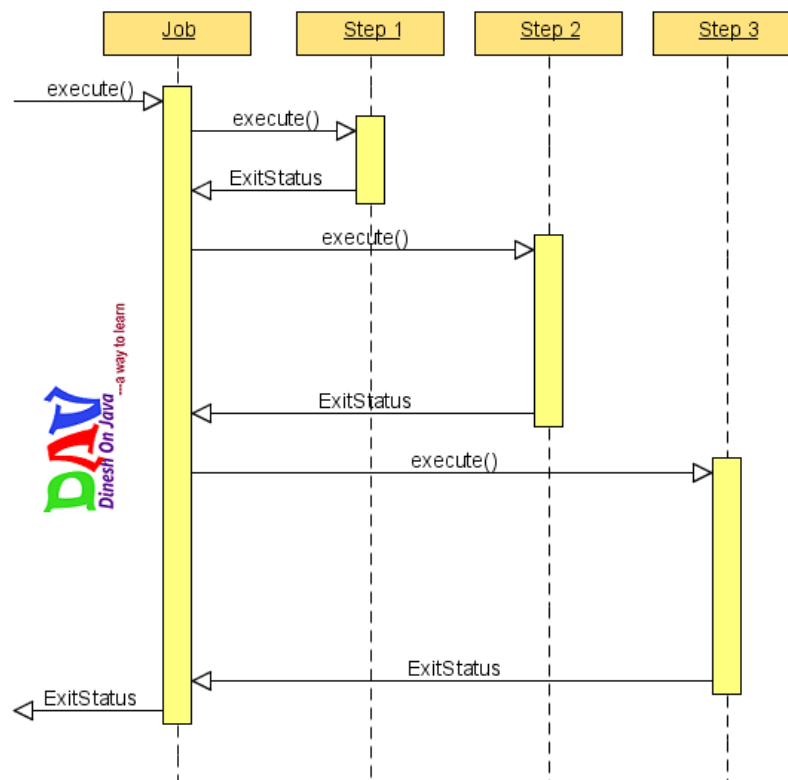 Job
Step 1
Step 2
Step 3
execute()
execute()
ExitStatus
execute()
ExitStatus
execute()
ExitStatus
ExitStatus
DAV
Dinesh On Java
---a way to learn